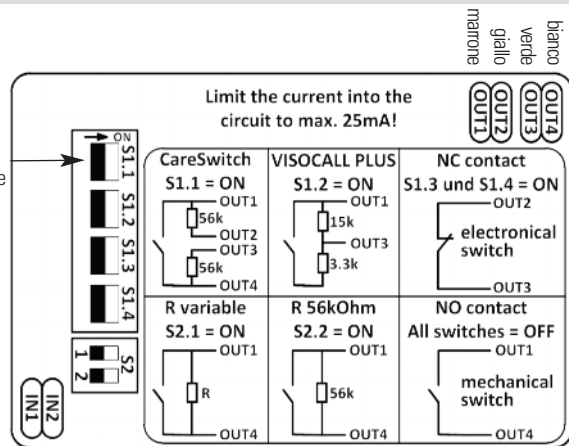 marrone
giallo
verde
bianco
OUT1
OUT2
OUT3
OUT4
Limit the current into the
circuit to max. 25mA!
ON
S1.1
S1.2
S1.3
S1.4
S2
1
2
IN1
IN2
e
CareSwitch
S1.1 = ON
OUT1
56k
OUT2
OUT3
56k
OUT4
VISOCALL PLUS
S1.2 = ON
OUT1
15k
OUT3
3.3k
OUT4
NC contact
S1.3 und S1.4 = ON
OUT2
electronical
switch
OUT3
R variable
S2.1 = ON
OUT1
R
OUT4
R 56kOhm
S2.2 = ON
OUT1
56k
OUT4
NO contact
All switches = OFF
OUT1
mechanical
switch
OUT4